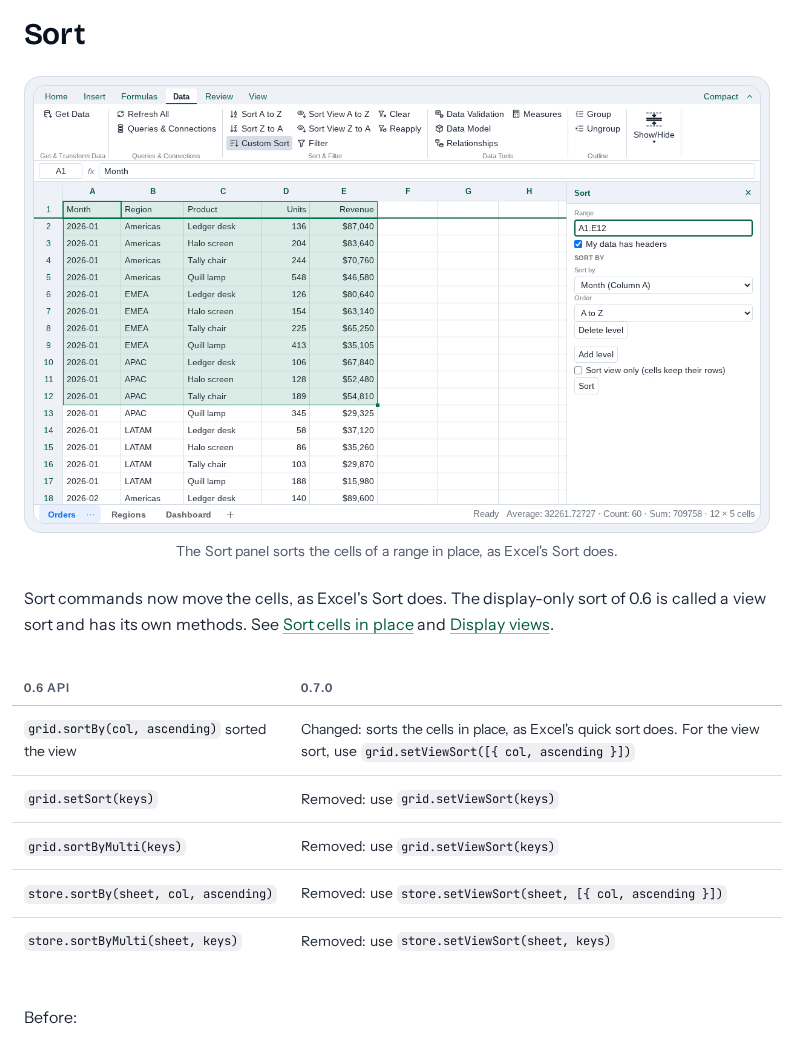 Sort
Home Insert Formulas Data Review View Compact
Get Data
Get & Transform Data
Refresh All
Queries & Connections
Queries & Connections
Sort A to Z Sort View A to Z Clear
Sort Z to A Sort View Z to A Reapply
Custom Sort Filter
Sort & Filter
Data Validation Measures
Data Model
Relationships
Data Tools
Group
Ungroup
Outline
Show/Hide
A1 fx Month
A B C D E F G H
1 Month Region Product Units Revenue
2 2026-01 Americas Ledger desk 136 $87,040
3 2026-01 Americas Halo screen 204 $83,640
4 2026-01 Americas Tally chair 244 $70,760
5 2026-01 Americas Quill lamp 548 $46,580
6 2026-01 EMEA Ledger desk 126 $80,640
7 2026-01 EMEA Halo screen 154 $63,140
8 2026-01 EMEA Tally chair 225 $65,250
9 2026-01 EMEA Quill lamp 413 $35,105
10 2026-01 APAC Ledger desk 106 $67,840
11 2026-01 APAC Halo screen 128 $52,480
12 2026-01 APAC Tally chair 189 $54,810
13 2026-01 APAC Quill lamp 345 $29,325
14 2026-01 LATAM Ledger desk 58 $37,120
15 2026-01 LATAM Halo screen 86 $35,260
16 2026-01 LATAM Tally chair 103 $29,870
17 2026-01 LATAM Quill lamp 188 $15,980
18 2026-02 Americas Ledger desk 140 $89,600
Sort ×
Range
A1:E12
My data has headers
SORT BY
Sort by
Month (Column A)
Order
A to Z
Delete level
Add level
Sort view only (cells keep their rows)
Sort
Orders ··· Regions Dashboard + Ready Average: 32261.72727 · Count: 60 · Sum: 709758 · 12 × 5 cells
The Sort panel sorts the cells of a range in place, as Excel's Sort does.
Sort commands now move the cells, as Excel's Sort does. The display-only sort of 0.6 is called a view
sort and has its own methods. See Sort cells in place and Display views.
0.6 API 0.7.0
grid.sortBy(col, ascending) sorted
the view
Changed: sorts the cells in place, as Excel's quick sort does. For the view
sort, use grid.setViewSort([{ col, ascending }])
grid.setSort(keys) Removed: use grid.setViewSort(keys)
grid.sortByMulti(keys) Removed: use grid.setViewSort(keys)
store.sortBy(sheet, col, ascending) Removed: use store.setViewSort(sheet, [{ col, ascending }])
store.sortByMulti(sheet, keys) Removed: use store.setViewSort(sheet, keys)
Before: